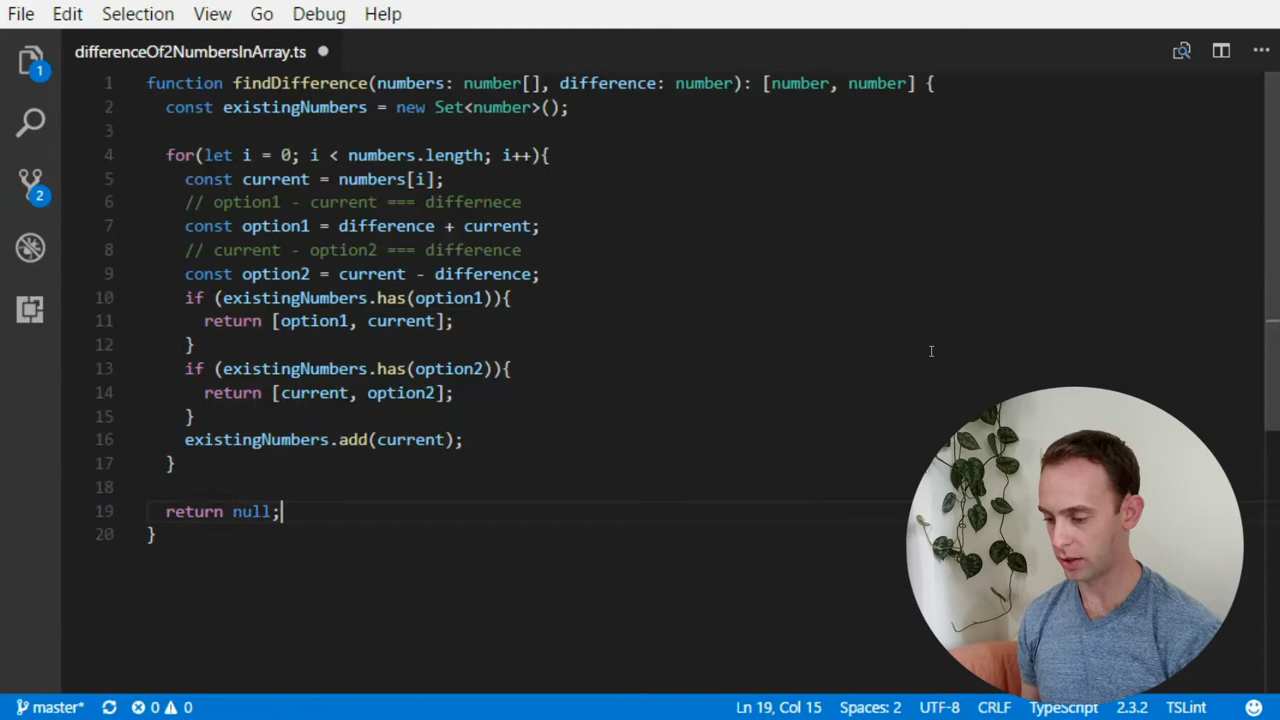 File Edit Selection View Go Debug Help
differenceOf2NumbersInArray.ts
1 function findDifference(numbers: number[], difference: number): [number, number] {
2 const existingNumbers = new Set<number>();
3
4 for(let i = 0; i < numbers.length; i++){
5 const current = numbers[i];
6 // option1 - current === differnece
7 const option1 = difference + current;
8 // current - option2 === difference
9 const option2 = current - difference;
10 if (existingNumbers.has(option1)){
11 return [option1, current];
12 }
13 if (existingNumbers.has(option2)){
14 return [current, option2];
15 }
16 existingNumbers.add(current);
17 }
18
19 return null;
20 }
1
2
master* 0 0 Ln 19, Col 15 Spaces: 2 UTF-8 CRLF TypeScript 2.3.2 TSLint